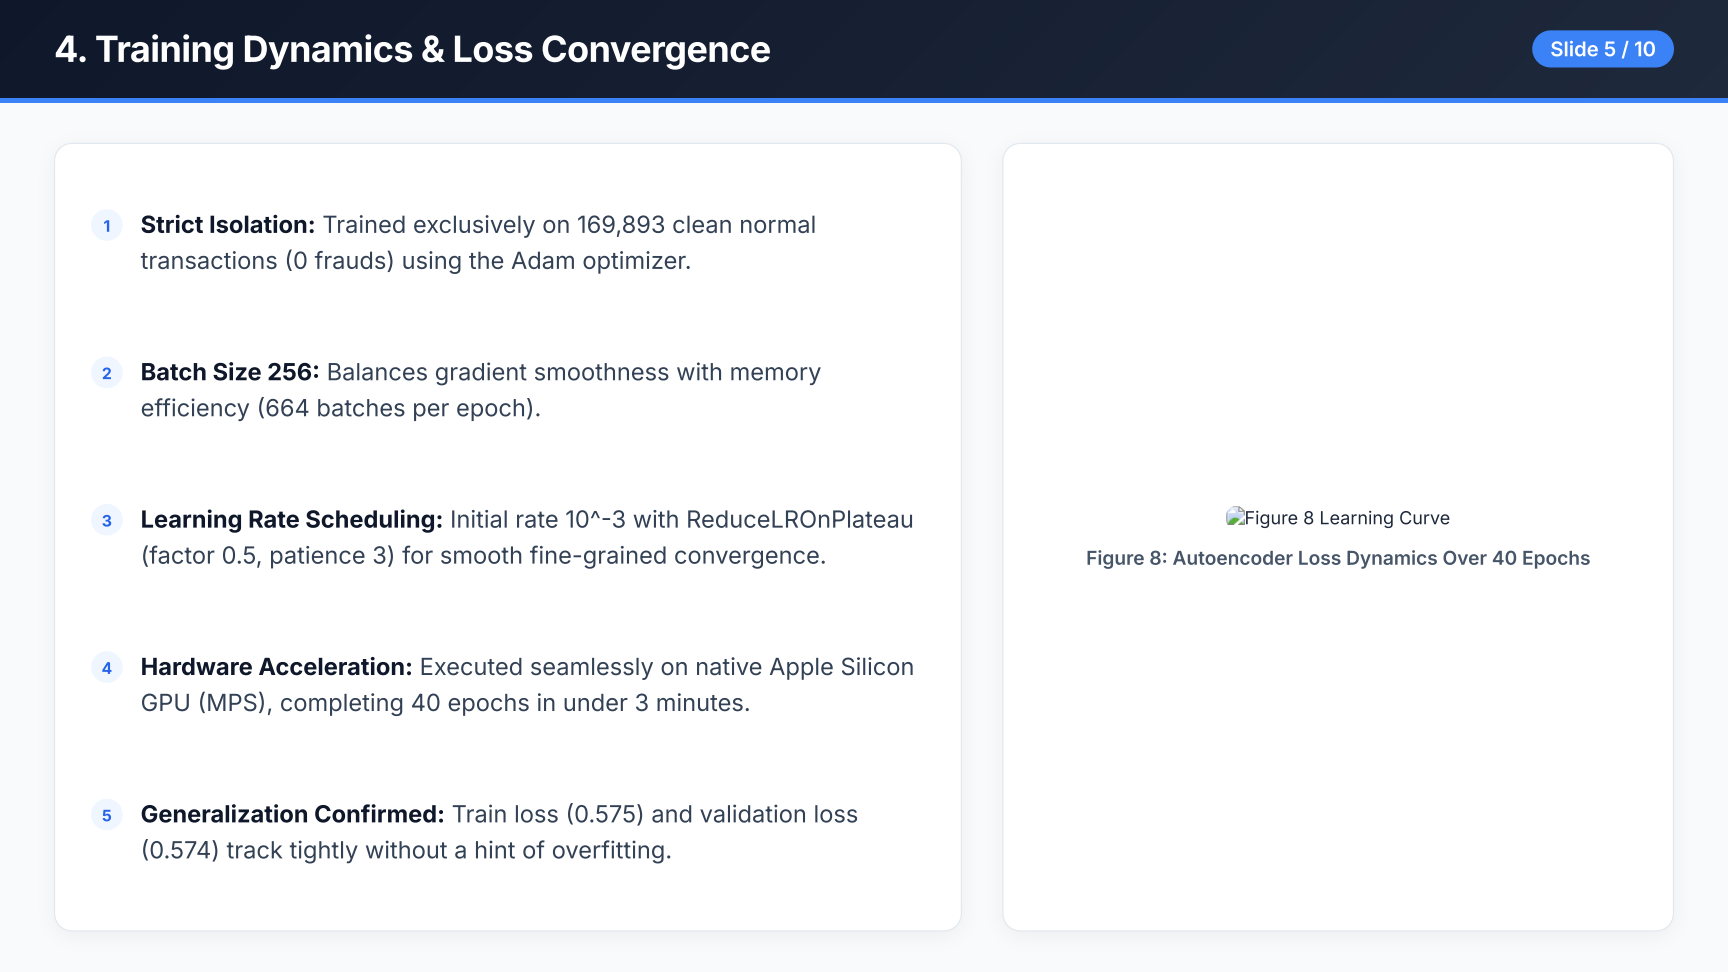 4. Training Dynamics & Loss Convergence
Slide 5 / 10
1
Strict Isolation: Trained exclusively on 169,893 clean normal
transactions (0 frauds) using the Adam optimizer.
2
Batch Size 256: Balances gradient smoothness with memory
efficiency (664 batches per epoch).
3
Learning Rate Scheduling: Initial rate 10^-3 with ReduceLROnPlateau
(factor 0.5, patience 3) for smooth fine-grained convergence.
4
Hardware Acceleration: Executed seamlessly on native Apple Silicon
GPU (MPS), completing 40 epochs in under 3 minutes.
5
Generalization Confirmed: Train loss (0.575) and validation loss
(0.574) track tightly without a hint of overfitting.
Figure 8 Learning Curve
Figure 8: Autoencoder Loss Dynamics Over 40 Epochs